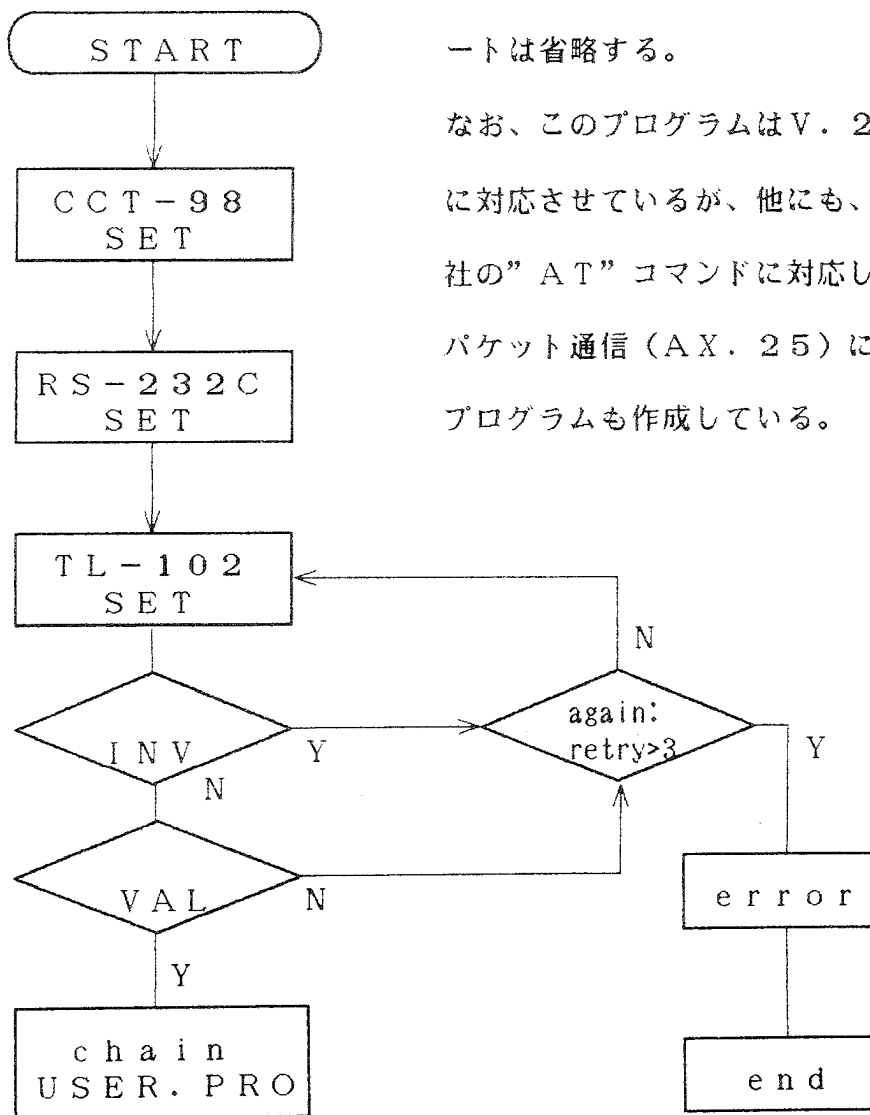 START
CCT-98
SET
RS-232C
SET
TL-102
SET
INV
Y
N
VAL
N
Y
chain
USER.PRO
N
again:
retry>3
Y
error
end
ートは省略する。
なお、このプログラムはV.2
に対応させているが、他にも、
社の”AT”コマンドに対応し
パケット通信(AX.25)に
プログラムも作成している。